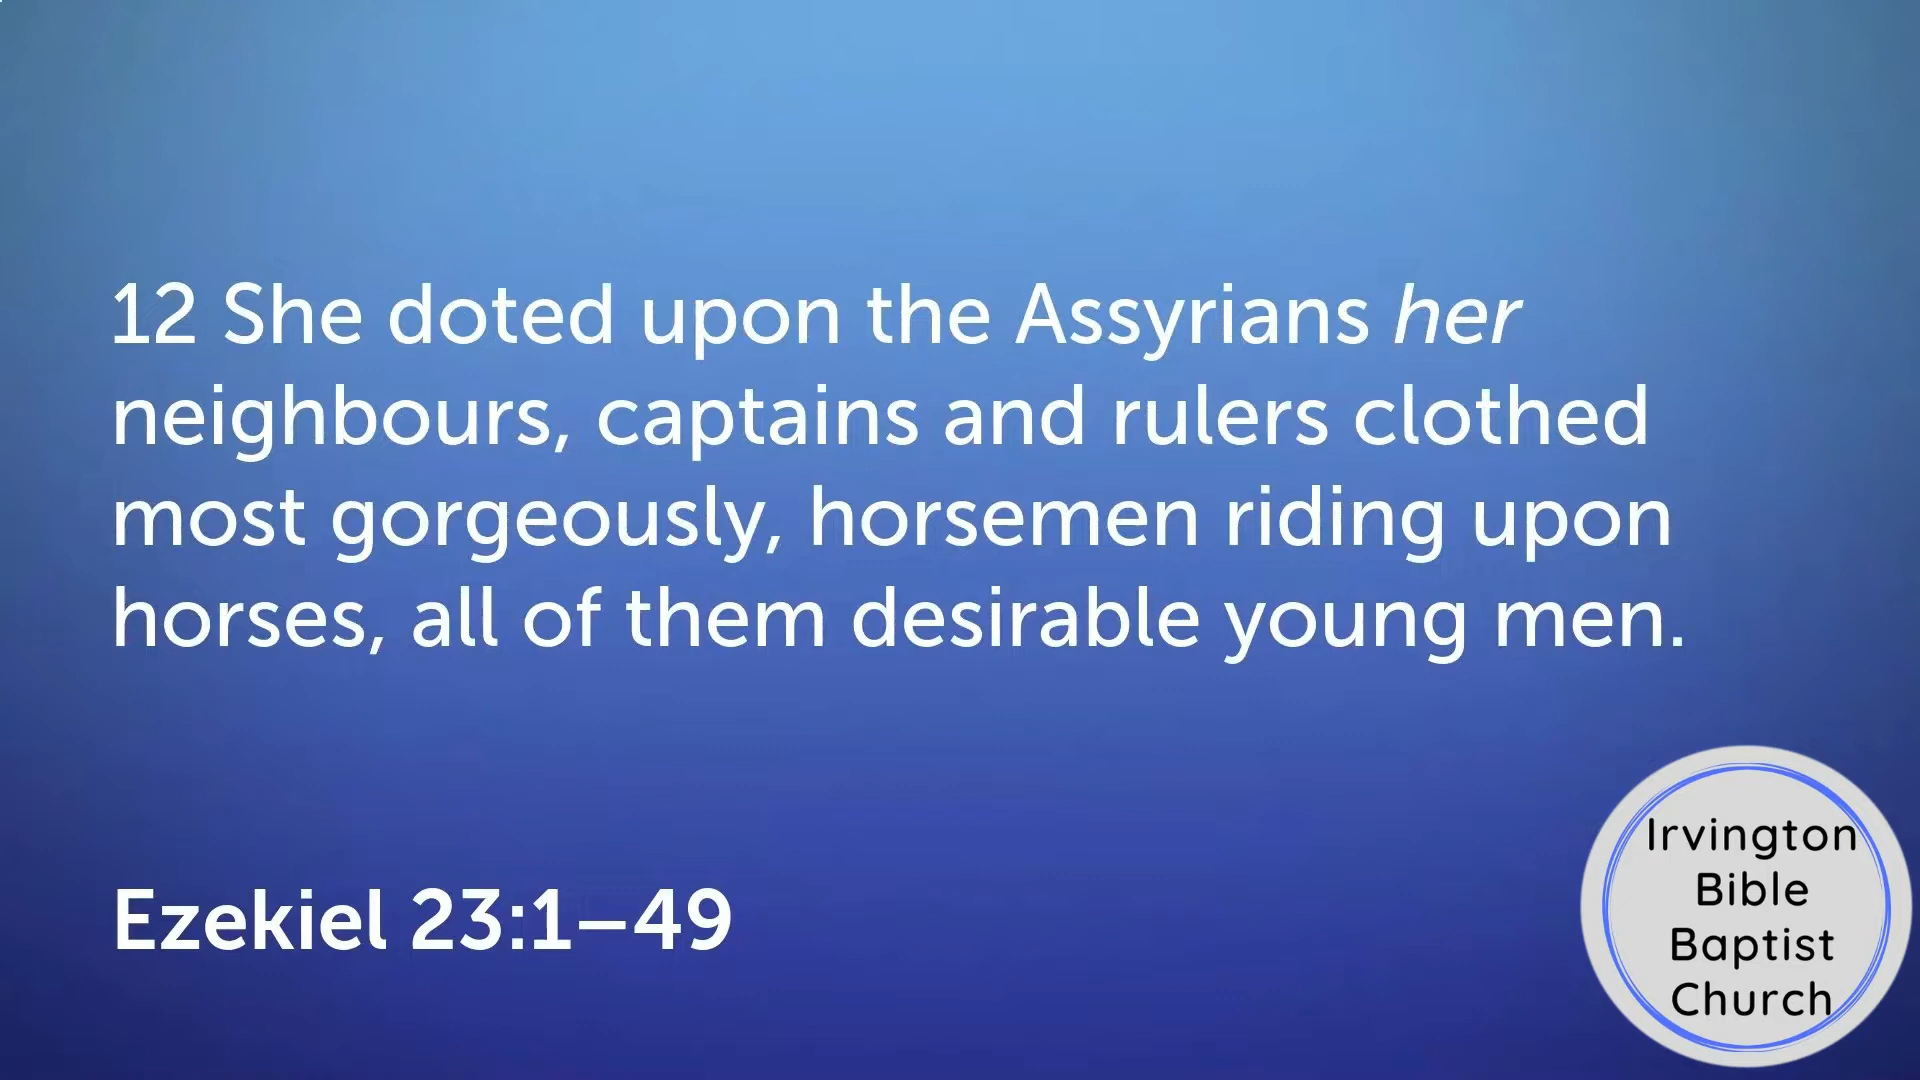 12 She doted upon the Assyrians her
neighbours, captains and rulers clothed
most gorgeously, horsemen riding upon
horses, all of them desirable young men.
Ezekiel 23:1–49
Irvington
Bible
Baptist
Church